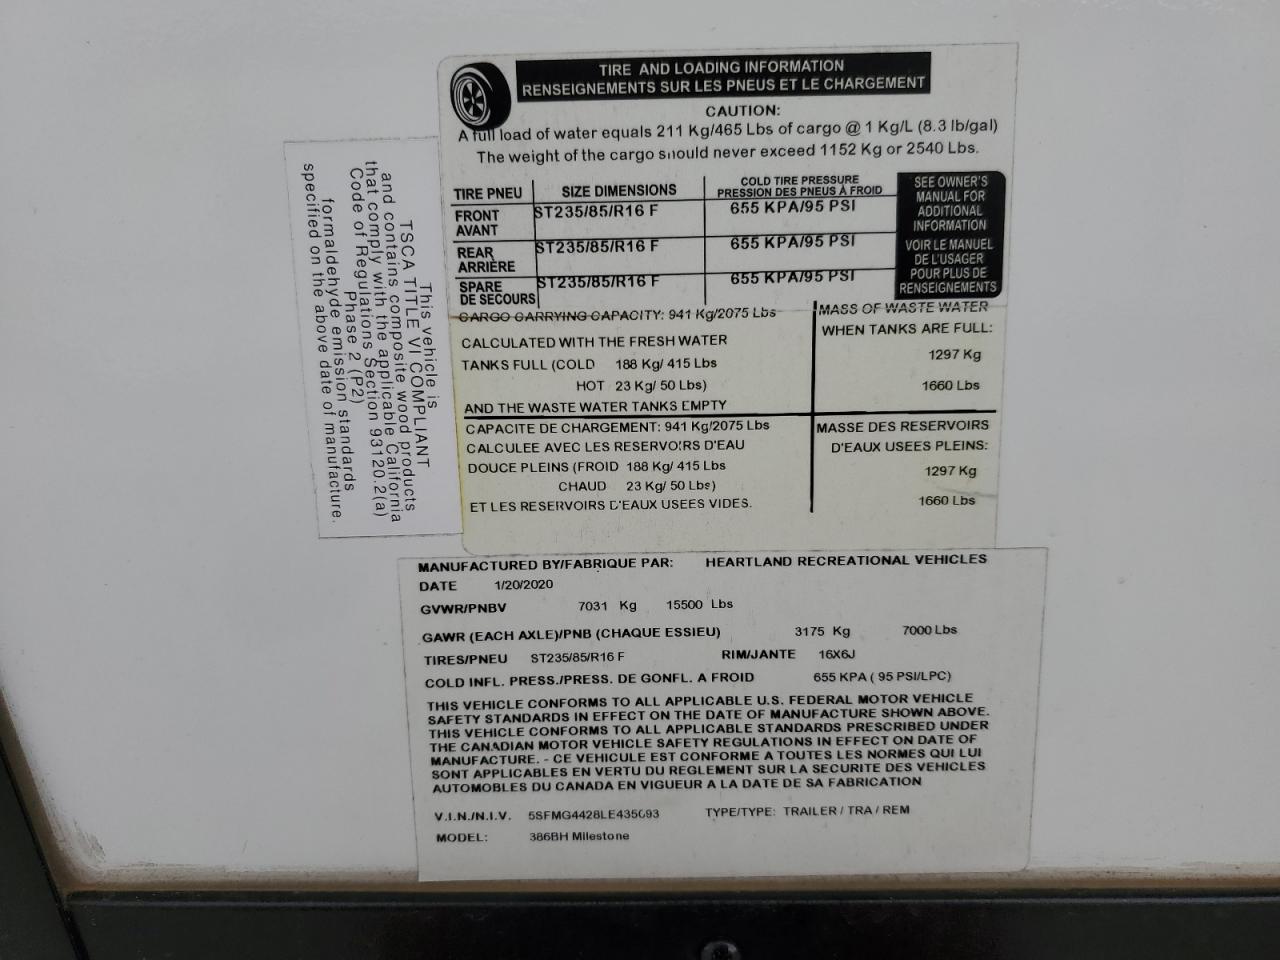 TIRE AND LOADING INFORMATION
RENSEIGNEMENTS SUR LES PNEUS ET LE CHARGEMENT
CAUTION:
A full load of water equals 211 Kg/465 Lbs of cargo @ 1 Kg/L (8.3 lb/gal)
The weight of the cargo should never exceed 1152 Kg or 2540 Lbs.
TIRE PNEU SIZE DIMENSIONS COLD TIRE PRESSURE
PRESSION DES PNEUS À FROID
FRONT
AVANT ST235/85/R16 F 655 KPA/95 PSI
REAR
ARRIÈRE ST235/85/R16 F 655 KPA/95 PSI
SPARE
DE SECOURS ST235/85/R16 F 655 KPA/95 PSI
SEE OWNER'S
MANUAL FOR
ADDITIONAL
INFORMATION
VOIR LE MANUEL
DE L'USAGER
POUR PLUS DE
RENSEIGNEMENTS
CARGO CARRYING CAPACITY: 941 Kg/2075 Lbs
CALCULATED WITH THE FRESH WATER
TANKS FULL (COLD 188 Kg/ 415 Lbs
HOT 23 Kg/ 50 Lbs)
AND THE WASTE WATER TANKS EMPTY
MASS OF WASTE WATER
WHEN TANKS ARE FULL:
1297 Kg
1660 Lbs
CAPACITE DE CHARGEMENT: 941 Kg/2075 Lbs
CALCULEE AVEC LES RESERVOIRS D'EAU
DOUCE PLEINS (FROID 188 Kg/ 415 Lbs
CHAUD 23 Kg/ 50 Lbs)
ET LES RESERVOIRS D'EAUX USEES VIDES.
MASSE DES RESERVOIRS
D'EAUX USEES PLEINS:
1297 Kg
1660 Lbs
This vehicle is
TSCA TITLE VI COMPLIANT
and contains composite wood products
that comply with the applicable California
Code of Regulations Section 93120.2(a)
Phase 2 (P2)
formaldehyde emission standards
specified on the above date of manufacture.
MANUFACTURED BY/FABRIQUE PAR: HEARTLAND RECREATIONAL VEHICLES
DATE 1/20/2020
GVWR/PNBV 7031 Kg 15500 Lbs
GAWR (EACH AXLE)/PNB (CHAQUE ESSIEU) 3175 Kg 7000 Lbs
TIRES/PNEU ST235/85/R16 F RIM/JANTE 16X6J
COLD INFL. PRESS./PRESS. DE GONFL. A FROID 655 KPA ( 95 PSI/LPC)
THIS VEHICLE CONFORMS TO ALL APPLICABLE U.S. FEDERAL MOTOR VEHICLE
SAFETY STANDARDS IN EFFECT ON THE DATE OF MANUFACTURE SHOWN ABOVE.
THIS VEHICLE CONFORMS TO ALL APPLICABLE STANDARDS PRESCRIBED UNDER
THE CANADIAN MOTOR VEHICLE SAFETY REGULATIONS IN EFFECT ON DATE OF
MANUFACTURE. - CE VEHICULE EST CONFORME A TOUTES LES NORMES QUI LUI
SONT APPLICABLES EN VERTU DU REGLEMENT SUR LA SECURITE DES VEHICLES
AUTOMOBLES DU CANADA EN VIGUEUR A LA DATE DE SA FABRICATION
V.I.N./N.I.V. 5SFMG4428LE435093 TYPE/TYPE: TRAILER / TRA / REM
MODEL: 386BH Milestone